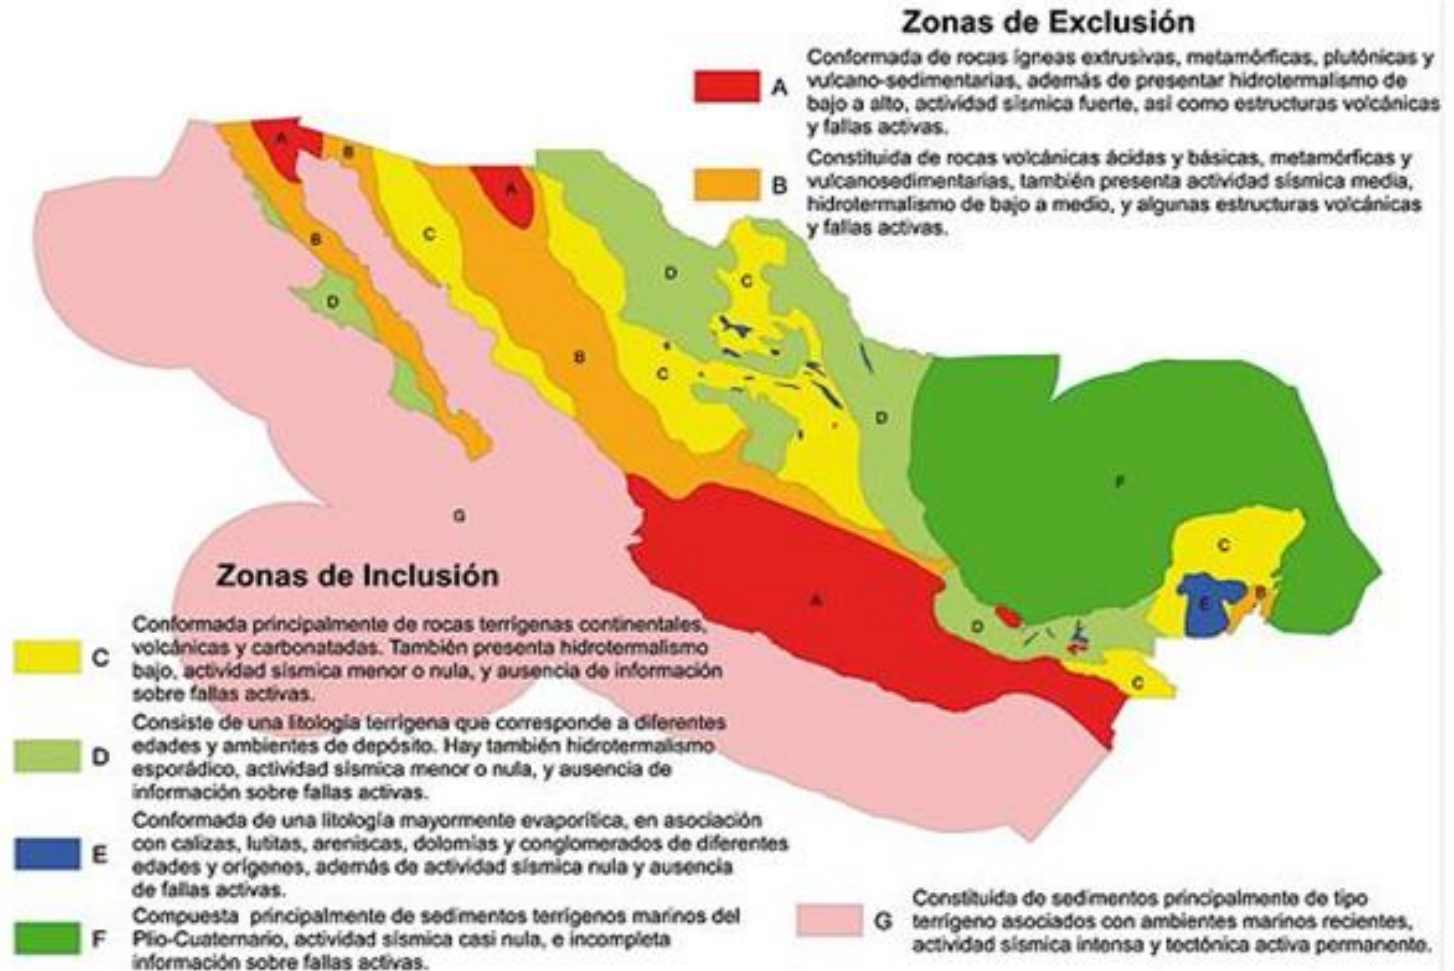 Zonas de Exclusión
A
Conformada de rocas ígneas extrusivas, metamórficas, plutónicas y
vulcano-sedimentarias, además de presentar hidrotermalismo de
bajo a alto, actividad sísmica fuerte, así como estructuras volcánicas
y fallas activas.
B
Constituida de rocas volcánicas ácidas y básicas, metamórficas y
vulcanosedimentarias, también presenta actividad sísmica media,
hidrotermalismo de bajo a medio, y algunas estructuras volcánicas
y fallas activas.
A
B
A
C
B
D
C
D
B
C
D
F
G
C
E
B
A
D
C
Zonas de Inclusión
C
Conformada principalmente de rocas terrígenas continentales,
volcánicas y carbonatadas. También presenta hidrotermalismo
bajo, actividad sísmica menor o nula, y ausencia de información
sobre fallas activas.
D
Consiste de una litología terrígena que corresponde a diferentes
edades y ambientes de depósito. Hay también hidrotermalismo
esporádico, actividad sísmica menor o nula, y ausencia de
información sobre fallas activas.
E
Conformada de una litología mayormente evaporítica, en asociación
con calizas, lutitas, areniscas, dolomías y conglomerados de diferentes
edades y orígenes, además de actividad sísmica nula y ausencia
de fallas activas.
F
Compuesta principalmente de sedimentos terrígenos marinos del
Plio-Cuaternario, actividad sísmica casi nula, e incompleta
información sobre fallas activas.
G
Constituida de sedimentos principalmente de tipo
terrígeno asociados con ambientes marinos recientes,
actividad sísmica intensa y tectónica activa permanente.